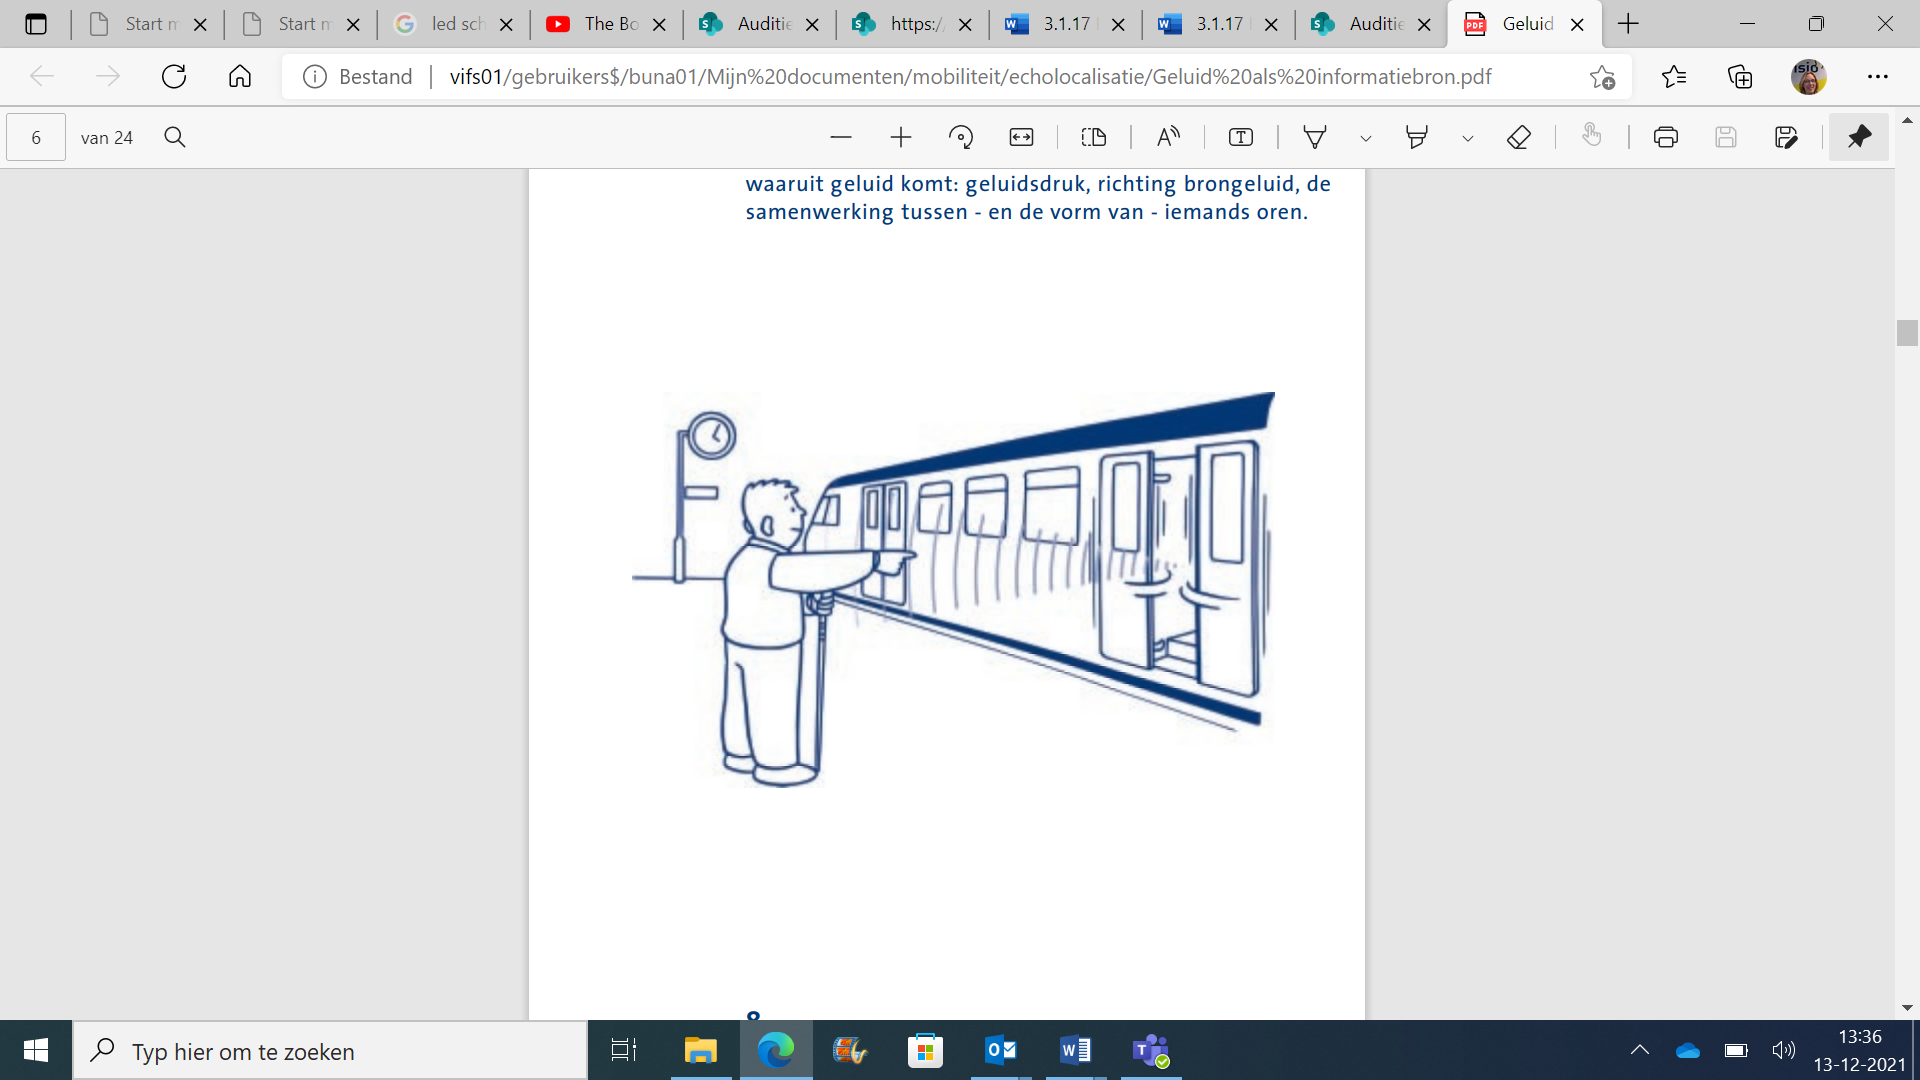 Start m
Start m
led sch
The Bo
Auditie
https:/
3.1.17
3.1.17
Auditie
Geluid
Bestand
vifs01/gebruikers$/buna01/Mijn%20documenten/mobiliteit/echolocalisatie/Geluid%20als%20informatiebron.pdf
6
van 24
waaruit geluid komt: geluidsdruk, richting brongeluid, de
samenwerking tussen - en de vorm van - iemands oren.
Typ hier om te zoeken
13:36
13-12-2021